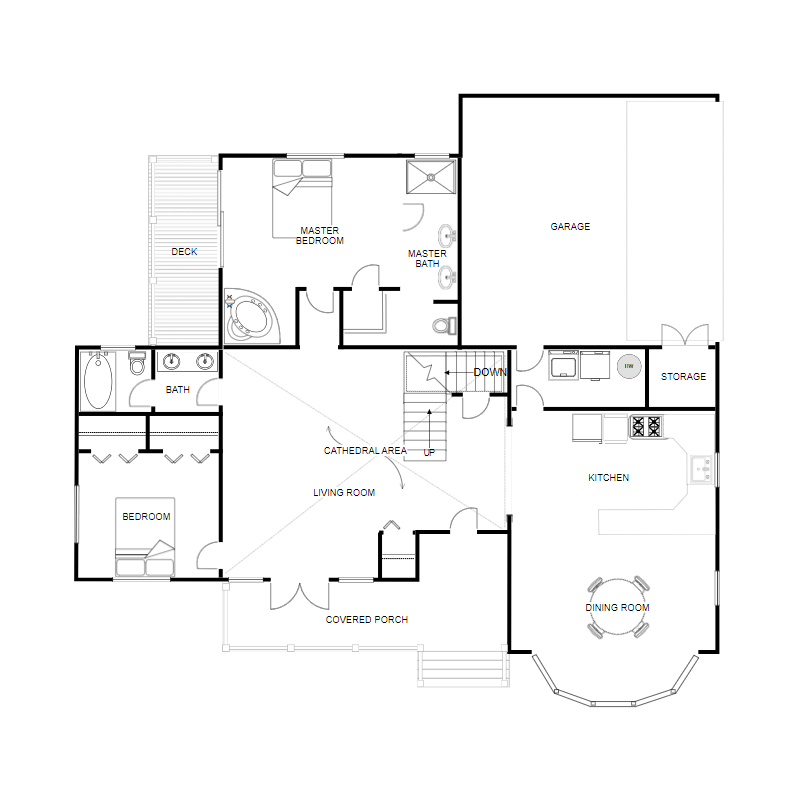 GARAGE
MASTER
BEDROOM
DECK
MASTER
BATH
HW
DOWN
STORAGE
BATH
CATHEDRAL AREA
UP
KITCHEN
LIVING ROOM
BEDROOM
DINING ROOM
COVERED PORCH